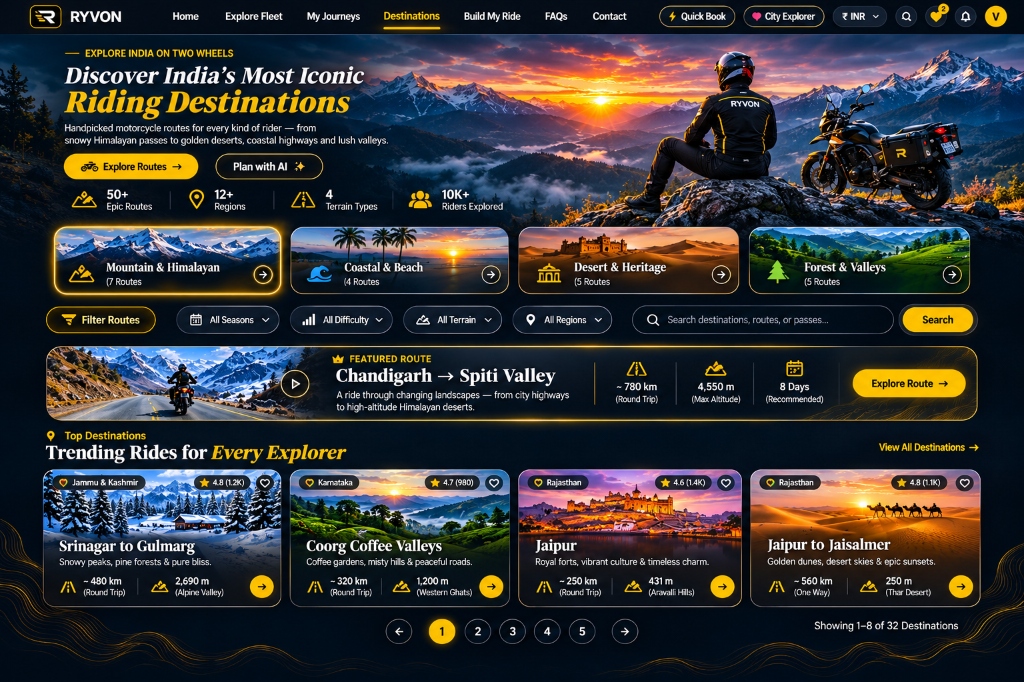 RYVON
Home
Explore Fleet
My Journeys
Destinations
Build My Ride
FAQs
Contact
Quick Book
City Explorer
₹ INR
2
V
EXPLORE INDIA ON TWO WHEELS
Discover India's Most Iconic
Riding Destinations
Handpicked motorcycle routes for every kind of rider — from
snowy Himalayan passes to golden deserts, coastal highways and lush valleys.
Explore Routes →
Plan with AI
50+
Epic Routes
12+
Regions
4
Terrain Types
10K+
Riders Explored
RYVON
R
Mountain & Himalayan
(7 Routes
Coastal & Beach
(4 Routes
Desert & Heritage
(5 Routes
Forest & Valleys
(5 Routes
Filter Routes
All Seasons
All Difficulty
All Terrain
All Regions
Search destinations, routes, or passes...
Search
FEATURED ROUTE
Chandigarh → Spiti Valley
A ride through changing landscapes — from city highways
to high-altitude Himalayan deserts.
~ 780 km
(Round Trip)
4,550 m
(Max Altitude)
8 Days
(Recommended)
Explore Route →
Top Destinations
Trending Rides for Every Explorer
View All Destinations →
Jammu & Kashmir
4.8 (1.2K)
Srinagar to Gulmarg
Snowy peaks, pine forests & pure bliss.
~ 480 km
(Round Trip)
2,690 m
(Alpine Valley)
Karnataka
4.7 (980)
Coorg Coffee Valleys
Coffee gardens, misty hills & peaceful roads.
~ 320 km
(Round Trip)
1,200 m
(Western Ghats)
Rajasthan
4.6 (1.4K)
Jaipur
Royal forts, vibrant culture & timeless charm.
~ 250 km
(Round Trip)
431 m
(Aravalli Hills)
Rajasthan
4.8 (1.1K)
Jaipur to Jaisalmer
Golden dunes, desert skies & epic sunsets.
~ 560 km
(One Way)
250 m
(Thar Desert)
← 1 2 3 4 5 →
Showing 1–8 of 32 Destinations